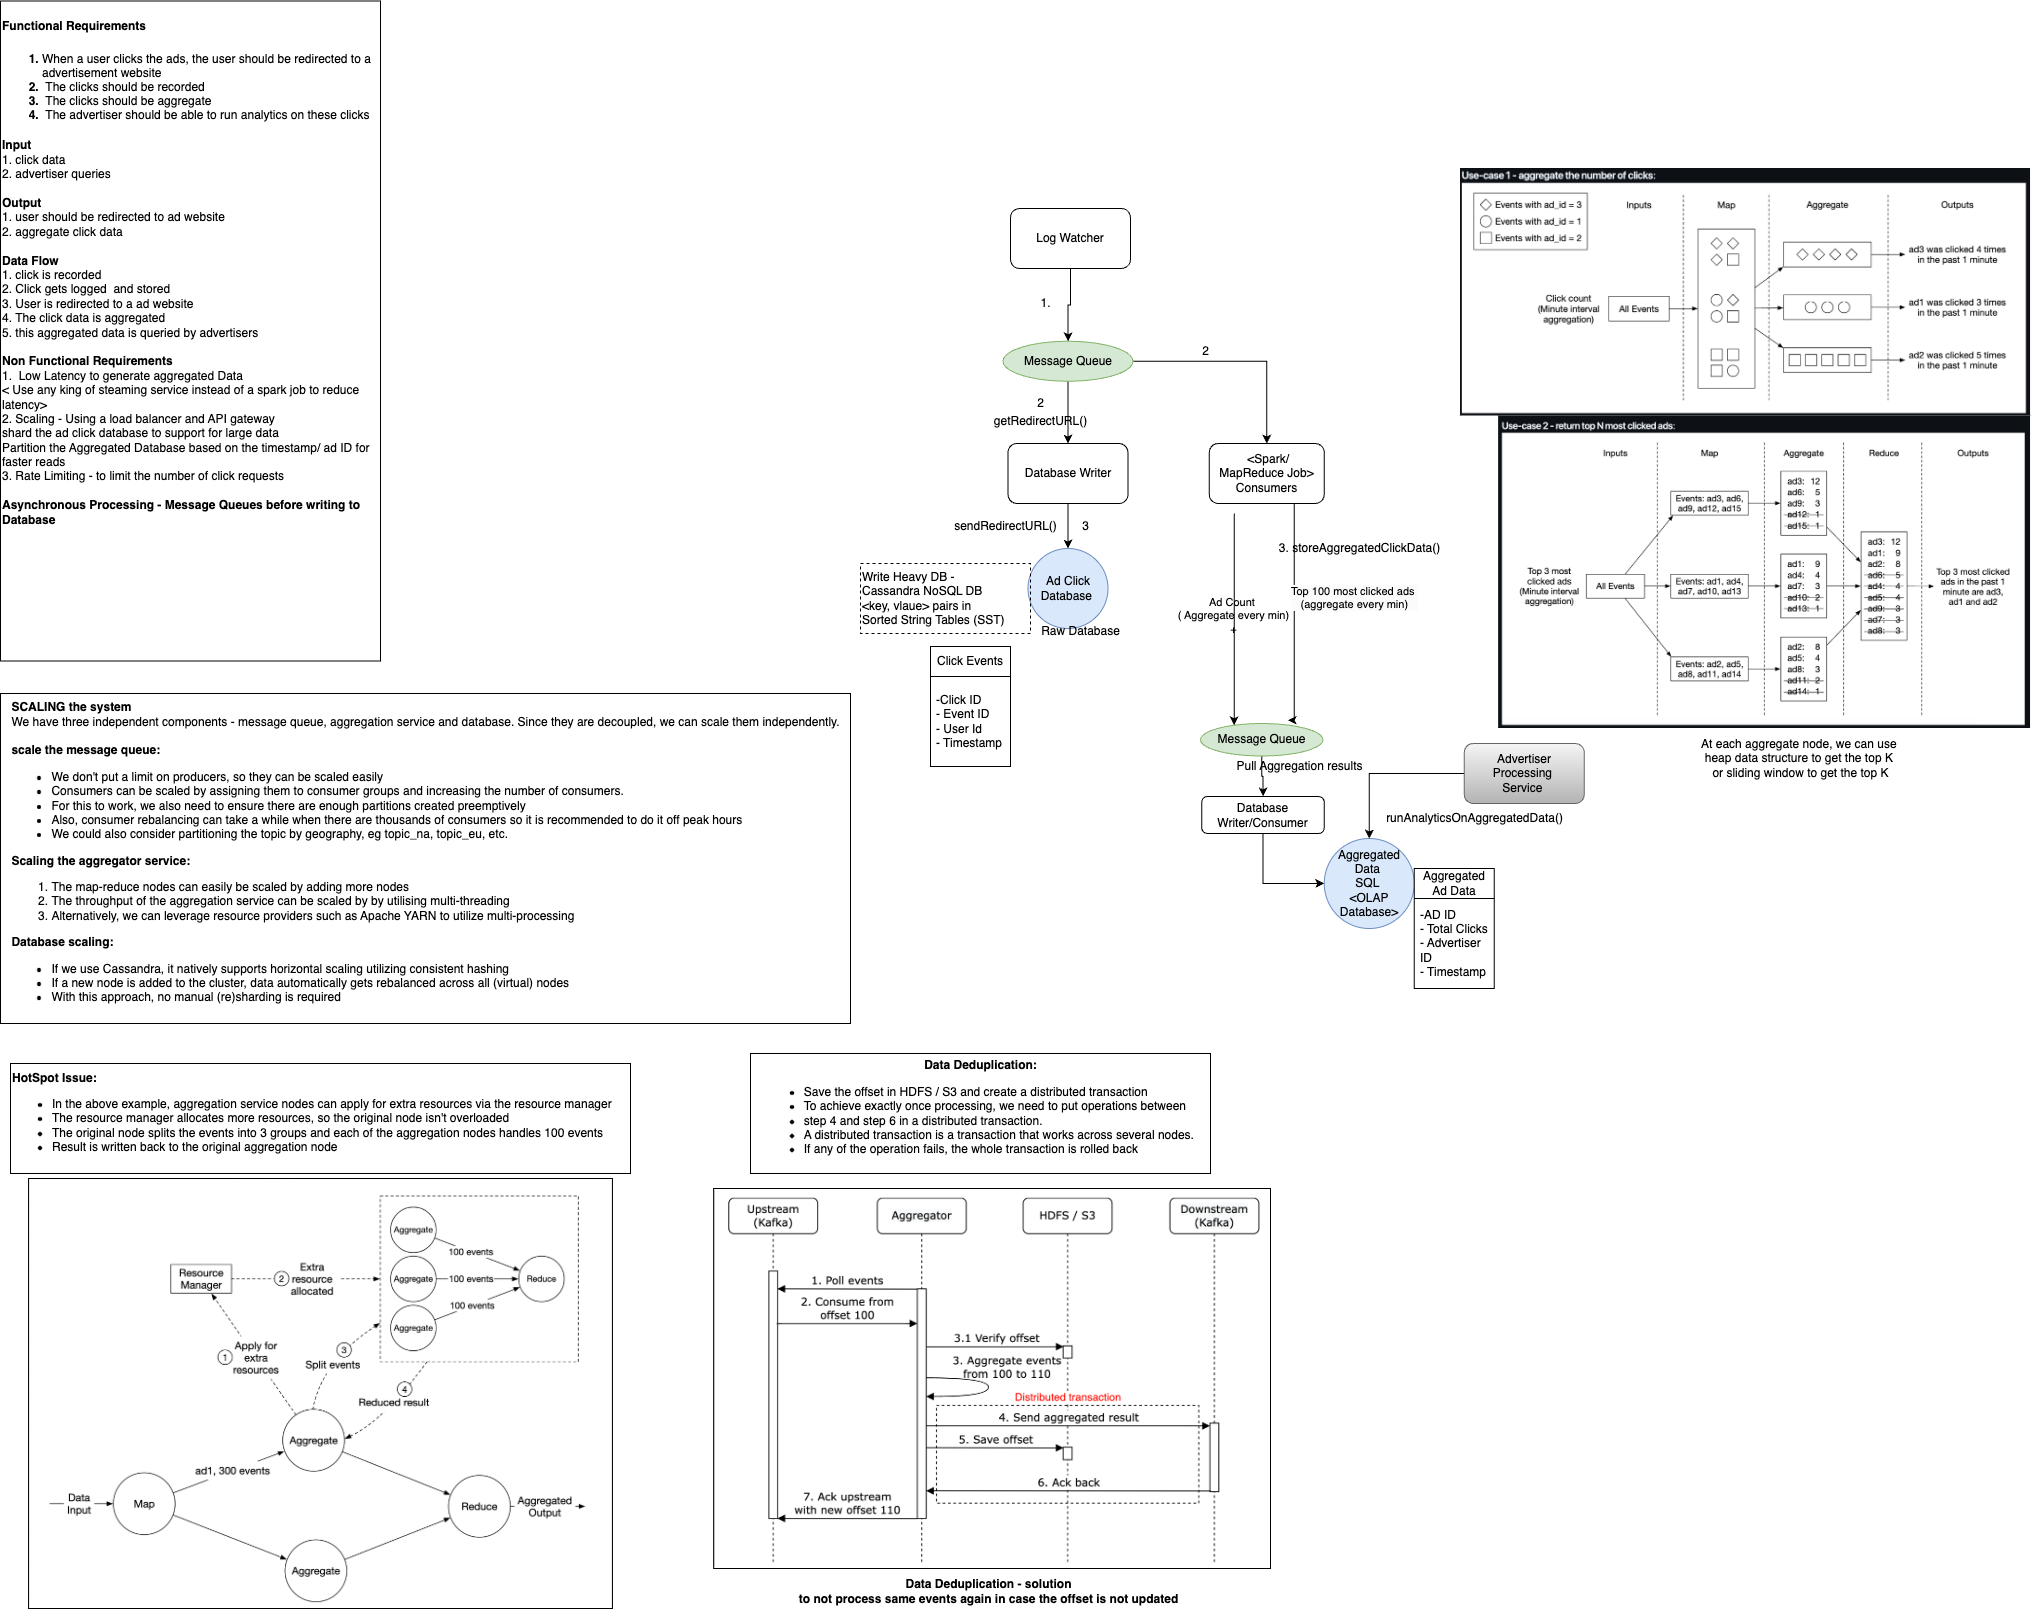 Functional Requirements
1. When a user clicks the ads, the user should be redirected to a
advertisement website
2. The clicks should be recorded
3. The clicks should be aggregate
4. The advertiser should be able to run analytics on these clicks
Input
1. click data
2. advertiser queries
Output
1. user should be redirected to ad website
2. aggregate click data
Data Flow
1. click is recorded
2. Click gets logged and stored
3. User is redirected to a ad website
4. The click data is aggregated
5. this aggregated data is queried by advertisers
Non Functional Requirements
1. Low Latency to generate aggregated Data
< Use any king of steaming service instead of a spark job to reduce
latency>
2. Scaling - Using a load balancer and API gateway
shard the ad click database to support for large data
Partition the Aggregated Database based on the timestamp/ ad ID for
faster reads
3. Rate Limiting - to limit the number of click requests
Asynchronous Processing - Message Queues before writing to
Database
Log Watcher
1.
Message Queue
2
2
getRedirectURL()
Database Writer
<Spark/
MapReduce Job>
Consumers
sendRedirectURL()
3
3. storeAggregatedClickData()
Write Heavy DB -
Cassandra NoSQL DB
<key, vlaue> pairs in
Sorted String Tables (SST)
Ad Click
Database
Raw Database
Ad Count
( Aggregate every min)
+
Top 100 most clicked ads
(aggregate every min)
Click Events
-Click ID
- Event ID
- User Id
- Timestamp
Message Queue
Pull Aggregation results
Database
Writer/Consumer
Advertiser
Processing
Service
runAnalyticsOnAggregatedData()
Aggregated
Data
SQL
<OLAP
Database>
Aggregated
Ad Data
-AD ID
- Total Clicks
- Advertiser
ID
- Timestamp
Use-case 1 - aggregate the number of clicks:
Events with ad_id = 3
Events with ad_id = 1
Events with ad_id = 2
Inputs
Map
Aggregate
Outputs
Click count
(Minute interval
aggregation)
All Events
ad3 was clicked 4 times
in the past 1 minute
ad1 was clicked 3 times
in the past 1 minute
ad2 was clicked 5 times
in the past 1 minute
Use-case 2 - return top N most clicked ads:
Inputs
Map
Aggregate
Reduce
Outputs
Top 3 most
clicked ads
(Minute interval
aggregation)
All Events
Events: ad3, ad6,
ad9, ad12, ad15
Events: ad1, ad4,
ad7, ad10, ad13
Events: ad2, ad5,
ad8, ad11, ad14
ad3: 12
ad6: 5
ad9: 3
ad12: 1
ad15: 1
ad1: 9
ad4: 4
ad7: 3
ad10: 2
ad13: 1
ad2: 8
ad5: 4
ad8: 3
ad11: 2
ad14: 1
ad3: 12
ad1: 9
ad2: 8
ad6: 5
ad4: 4
ad5: 4
ad9: 3
ad7: 3
ad8: 3
Top 3 most clicked
ads in the past 1
minute are ad3,
ad1 and ad2
At each aggregate node, we can use
heap data structure to get the top K
or sliding window to get the top K
SCALING the system
We have three independent components - message queue, aggregation service and database. Since they are decoupled, we can scale them independently.
scale the message queue:
• We don't put a limit on producers, so they can be scaled easily
• Consumers can be scaled by assigning them to consumer groups and increasing the number of consumers.
• For this to work, we also need to ensure there are enough partitions created preemptively
• Also, consumer rebalancing can take a while when there are thousands of consumers so it is recommended to do it off peak hours
• We could also consider partitioning the topic by geography, eg topic_na, topic_eu, etc.
Scaling the aggregator service:
1. The map-reduce nodes can easily be scaled by adding more nodes
2. The throughput of the aggregation service can be scaled by by utilising multi-threading
3. Alternatively, we can leverage resource providers such as Apache YARN to utilize multi-processing
Database scaling:
• If we use Cassandra, it natively supports horizontal scaling utilizing consistent hashing
• If a new node is added to the cluster, data automatically gets rebalanced across all (virtual) nodes
• With this approach, no manual (re)sharding is required
HotSpot Issue:
• In the above example, aggregation service nodes can apply for extra resources via the resource manager
• The resource manager allocates more resources, so the original node isn't overloaded
• The original node splits the events into 3 groups and each of the aggregation nodes handles 100 events
• Result is written back to the original aggregation node
Resource
Manager
2
Extra
resource
allocated
Aggregate
Aggregate
Aggregate
100 events
100 events
100 events
Reduce
1
Apply for
extra
resources
3
Split events
4
Reduced result
Aggregate
ad1, 300 events
Data
Input
Map
Reduce
Aggregated
Output
Aggregate
Data Deduplication:
• Save the offset in HDFS / S3 and create a distributed transaction
• To achieve exactly once processing, we need to put operations between
• step 4 and step 6 in a distributed transaction.
• A distributed transaction is a transaction that works across several nodes.
• If any of the operation fails, the whole transaction is rolled back
Upstream
(Kafka)
Aggregator
HDFS / S3
Downstream
(Kafka)
1. Poll events
2. Consume from
offset 100
3.1 Verify offset
3. Aggregate events
from 100 to 110
Distributed transaction
4. Send aggregated result
5. Save offset
6. Ack back
7. Ack upstream
with new offset 110
Data Deduplication - solution
to not process same events again in case the offset is not updated